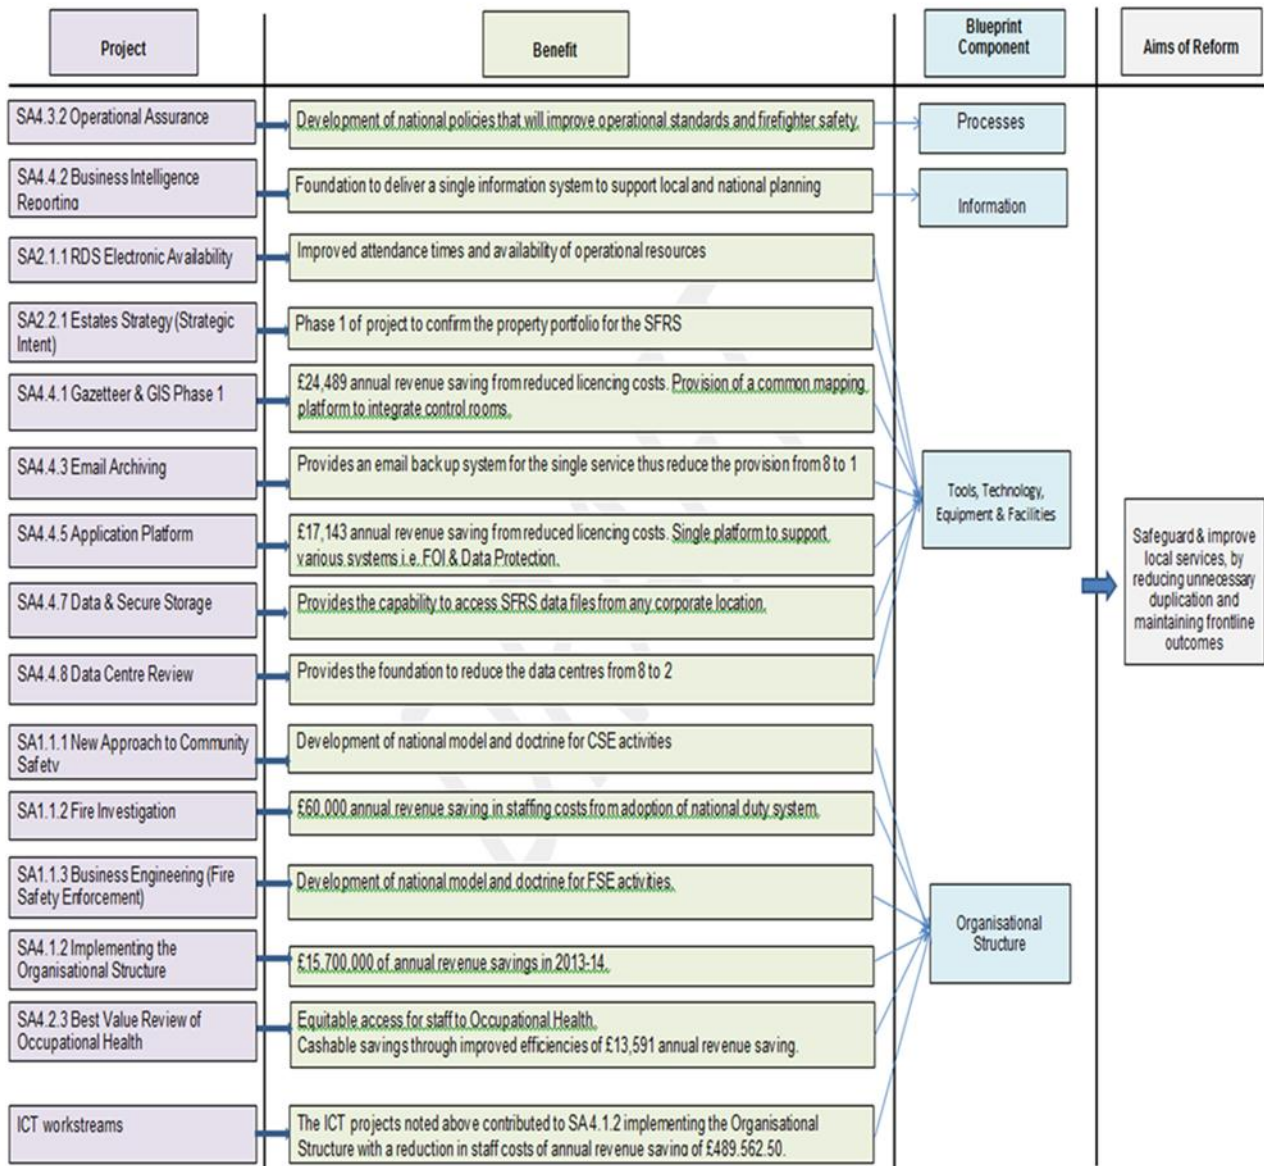 Project
Benefit
Blueprint
Component
Aims of Reform
SA4.3.2 Operational Assurance
Development of national policies that will improve operational standards and firefighter safety.
Processes
SA4.4.2 Business Intelligence
Reporting
Foundation to deliver a single information system to support local and national planning
Information
SA2.1.1 RDS Electronic Availability
Improved attendance times and availability of operational resources
SA2.2.1 Estates Strategy (Strategic
Intent)
Phase 1 of project to confirm the property portfolio for the SFRS
SA4.4.1 Gazetteer & GIS Phase 1
£24,489 annual revenue saving from reduced licencing costs. Provision of a common mapping
platform to integrate control rooms.
SA4.4.3 Email Archiving
Provides an email back up system for the single service thus reduce the provision from 8 to 1
Tools, Technology,
Equipment & Facilities
SA4.4.5 Application Platform
£17,143 annual revenue saving from reduced licencing costs. Single platform to support
various systems i.e. FOI & Data Protection.
Safeguard & improve
local services, by
reducing unnecessary
duplication and
maintaining frontline
outcomes
SA4.4.7 Data & Secure Storage
Provides the capability to access SFRS data files from any corporate location.
SA4.4.8 Data Centre Review
Provides the foundation to reduce the data centres from 8 to 2
SA1.1.1 New Approach to Community
Safety
Development of national model and doctrine for CSE activities
SA1.1.2 Fire Investigation
£60,000 annual revenue saving in staffing costs from adoption of national duty system.
SA1.1.3 Business Engineering (Fire
Safety Enforcement)
Development of national model and doctrine for FSE activities.
Organisational
Structure
SA4.1.2 Implementing the
Organisational Structure
£15,700,000 of annual revenue savings in 2013-14.
SA4.2.3 Best Value Review of
Occupational Health
Equitable access for staff to Occupational Health.
Cashable savings through improved efficiencies of £13,591 annual revenue saving.
ICT workstreams
The ICT projects noted above contributed to SA4.1.2 implementing the Organisational
Structure with a reduction in staff costs of annual revenue saving of £489.562.50.